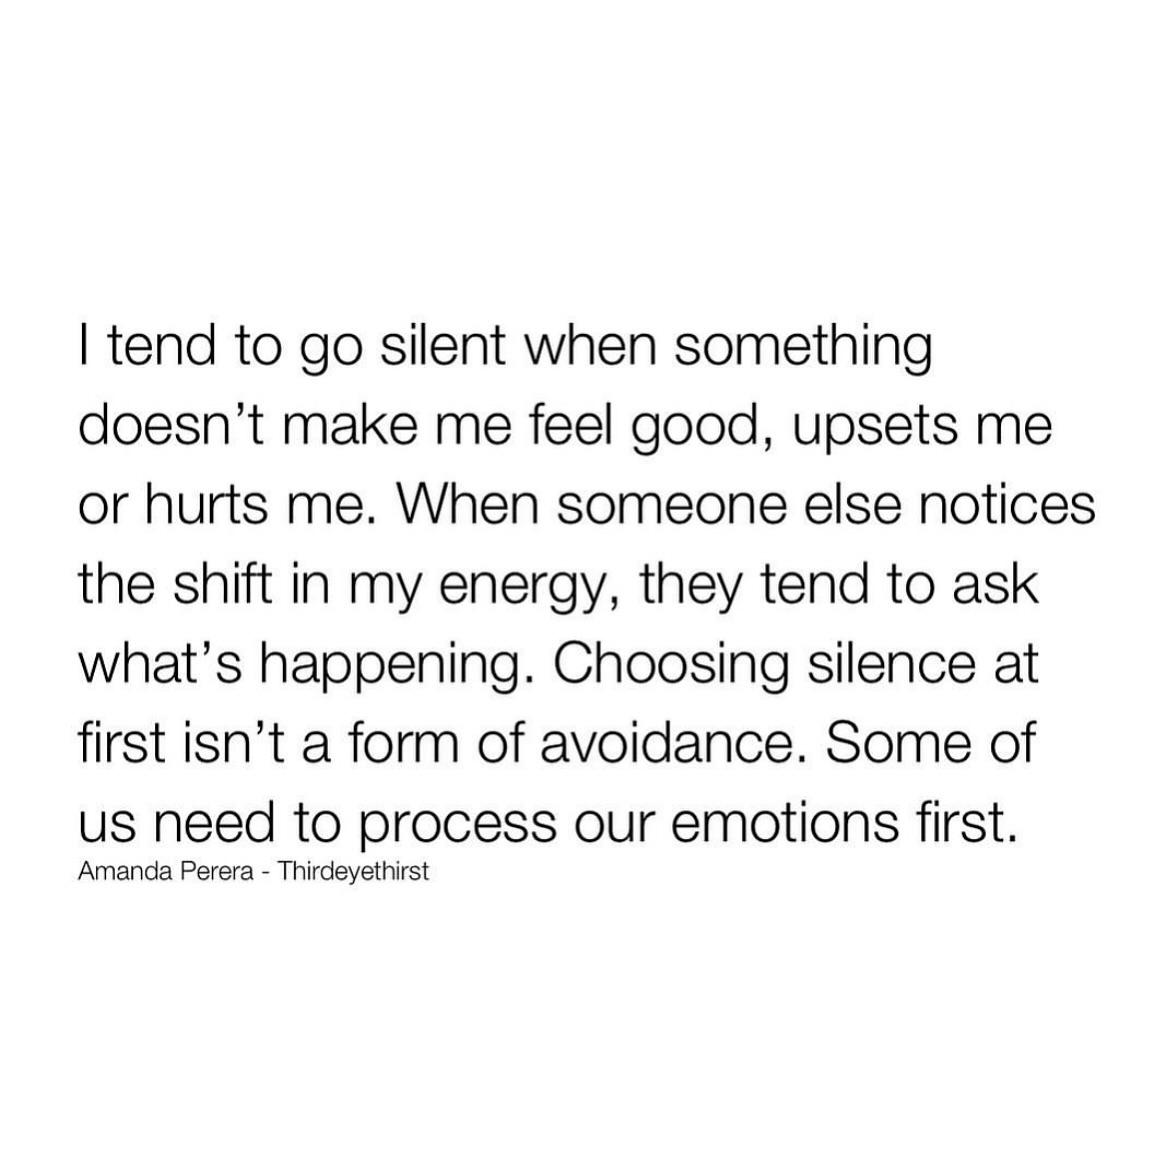 I tend to go silent when something
doesn’t make me feel good, upsets me
or hurts me. When someone else notices
the shift in my energy, they tend to ask
what’s happening. Choosing silence at
first isn’t a form of avoidance. Some of
us need to process our emotions first.
Amanda Perera - Thirdeyethirst